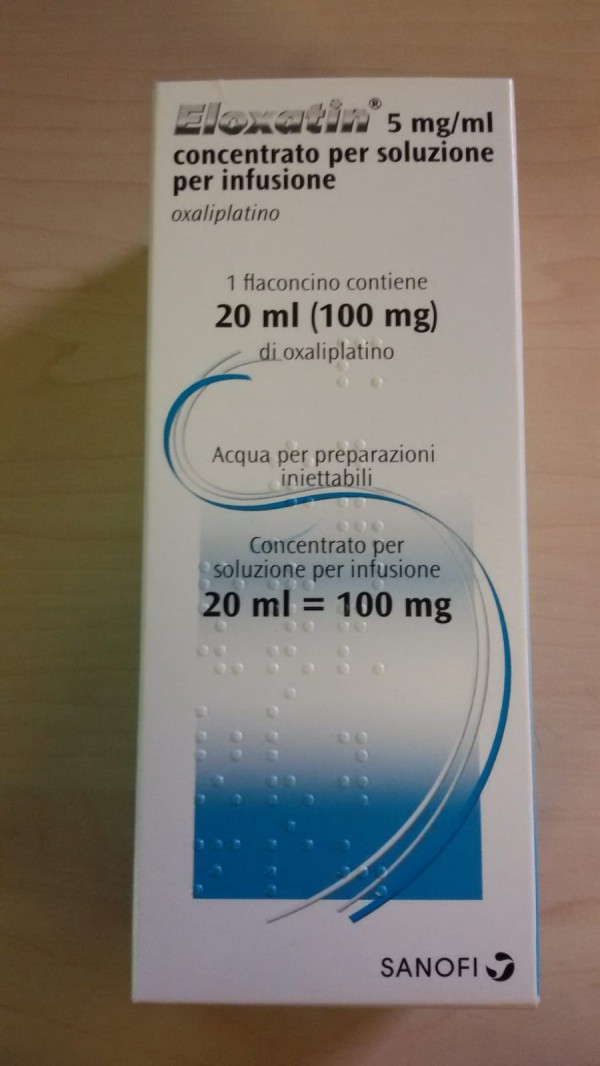 Eloxatin® 5 mg/ml
concentrato per soluzione
per infusione
oxaliplatino
1 flaconcino contiene
20 ml (100 mg)
di oxaliplatino
Acqua per preparazioni
iniettabili
Concentrato per
soluzione per infusione
20 ml = 100 mg
SANOFI